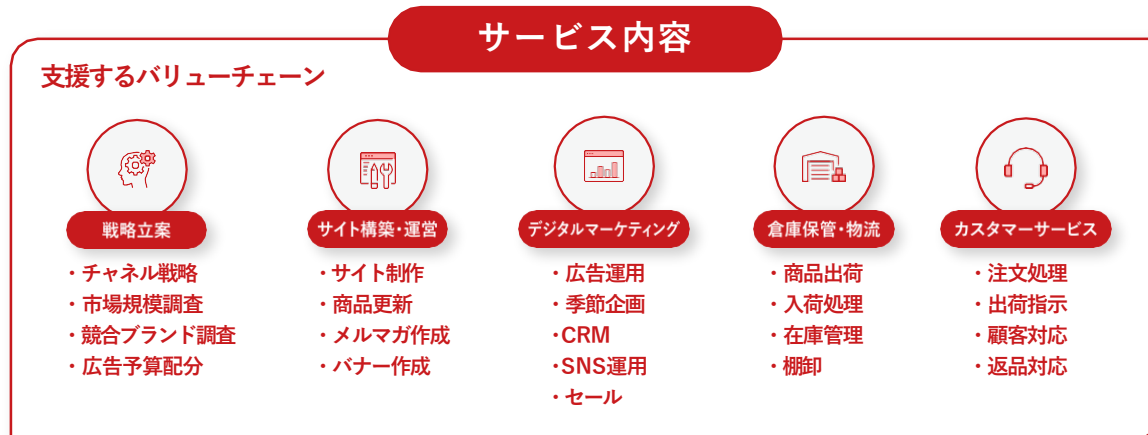 サービス内容
支援するバリューチェーン
戦略立案
・チャネル戦略
・市場規模調査
・競合ブランド調査
・広告予算配分
サイト構築・運営
・サイト制作
・商品更新
・メルマガ作成
・バナー作成
デジタルマーケティング
・広告運用
・季節企画
・CRM
・SNS運用
・セール
倉庫保管・物流
・商品出荷
・入荷処理
・在庫管理
・棚卸
カスタマーサービス
・注文処理
・出荷指示
・顧客対応
・返品対応